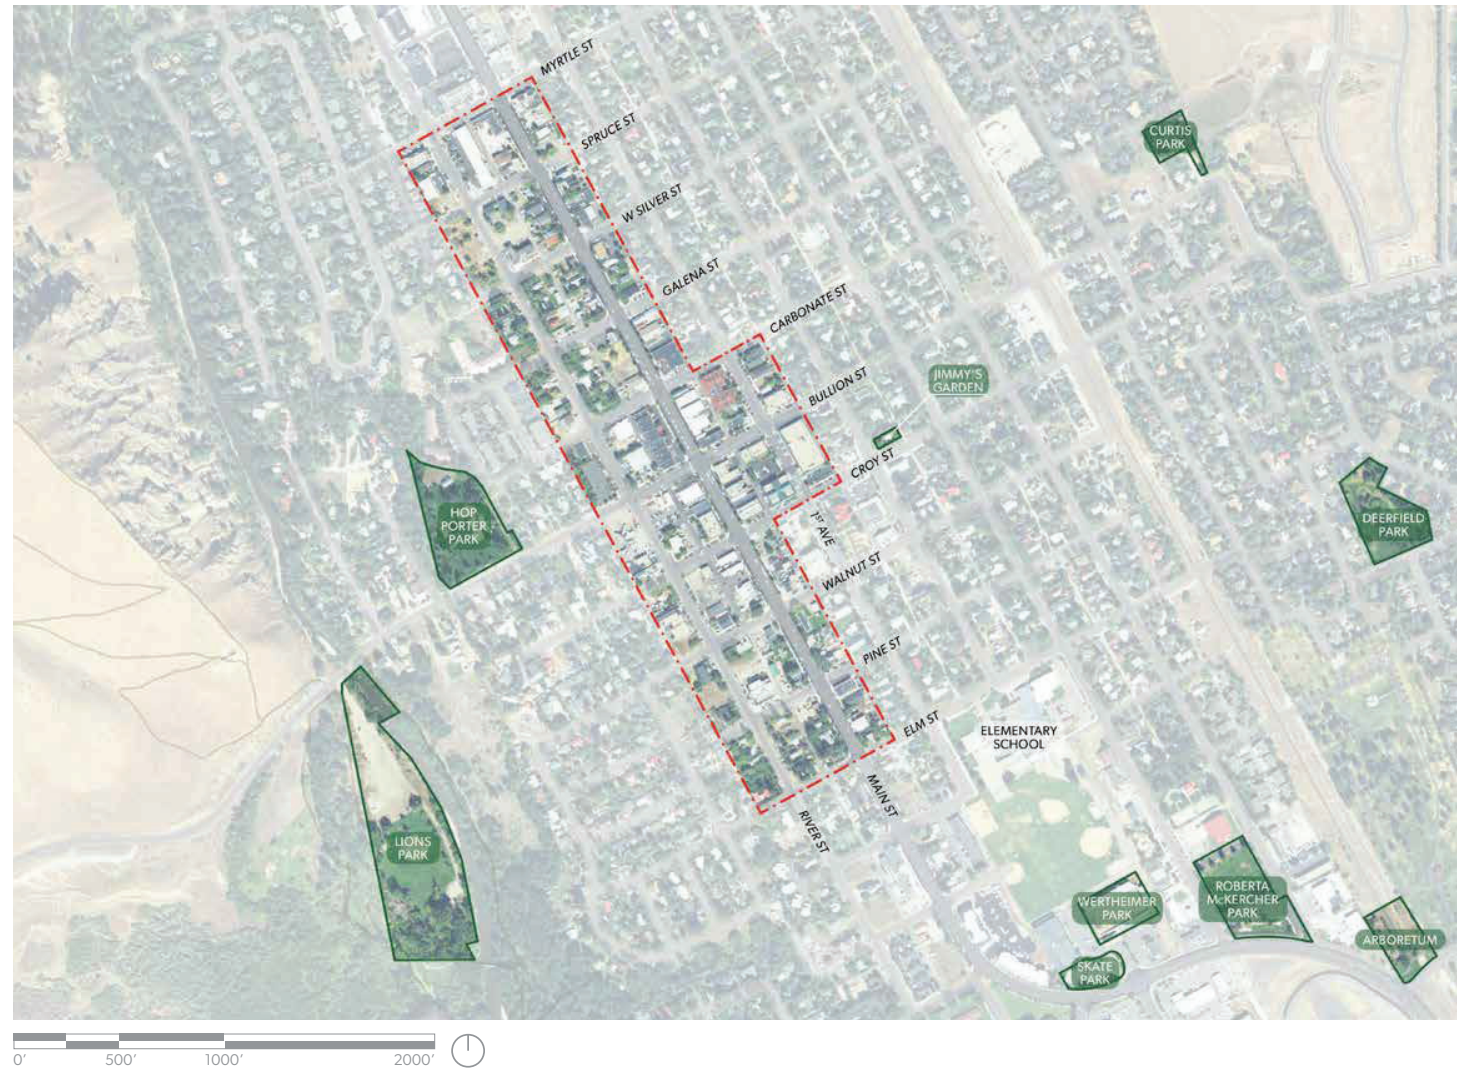 MYRTLE ST
SPRUCE ST
CURTIS
PARK
W SILVER ST
GALENA ST
CARBONATE ST
BULLION ST
JIMMY'S
GARDEN
CROY ST
HOP
PORTER
PARK
1ST AVE
DEERFIELD
PARK
WALNUT ST
PINE ST
ELM ST
ELEMENTARY
SCHOOL
MAIN ST
RIVER ST
LIONS
PARK
WERTHEIMER
PARK
ROBERTA
McKERCHER
PARK
ARBORETUM
SKATE
PARK
0' 500' 1000' 2000'